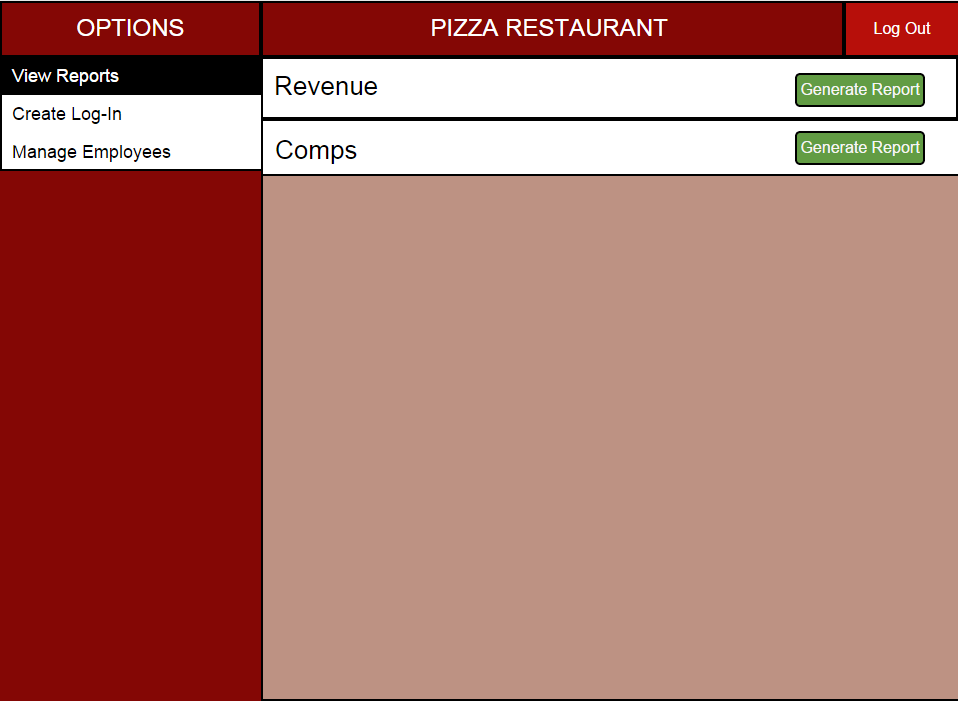 OPTIONS
PIZZA RESTAURANT
Log Out
View Reports
Create Log-In
Manage Employees
Revenue
Generate Report
Comps
Generate Report